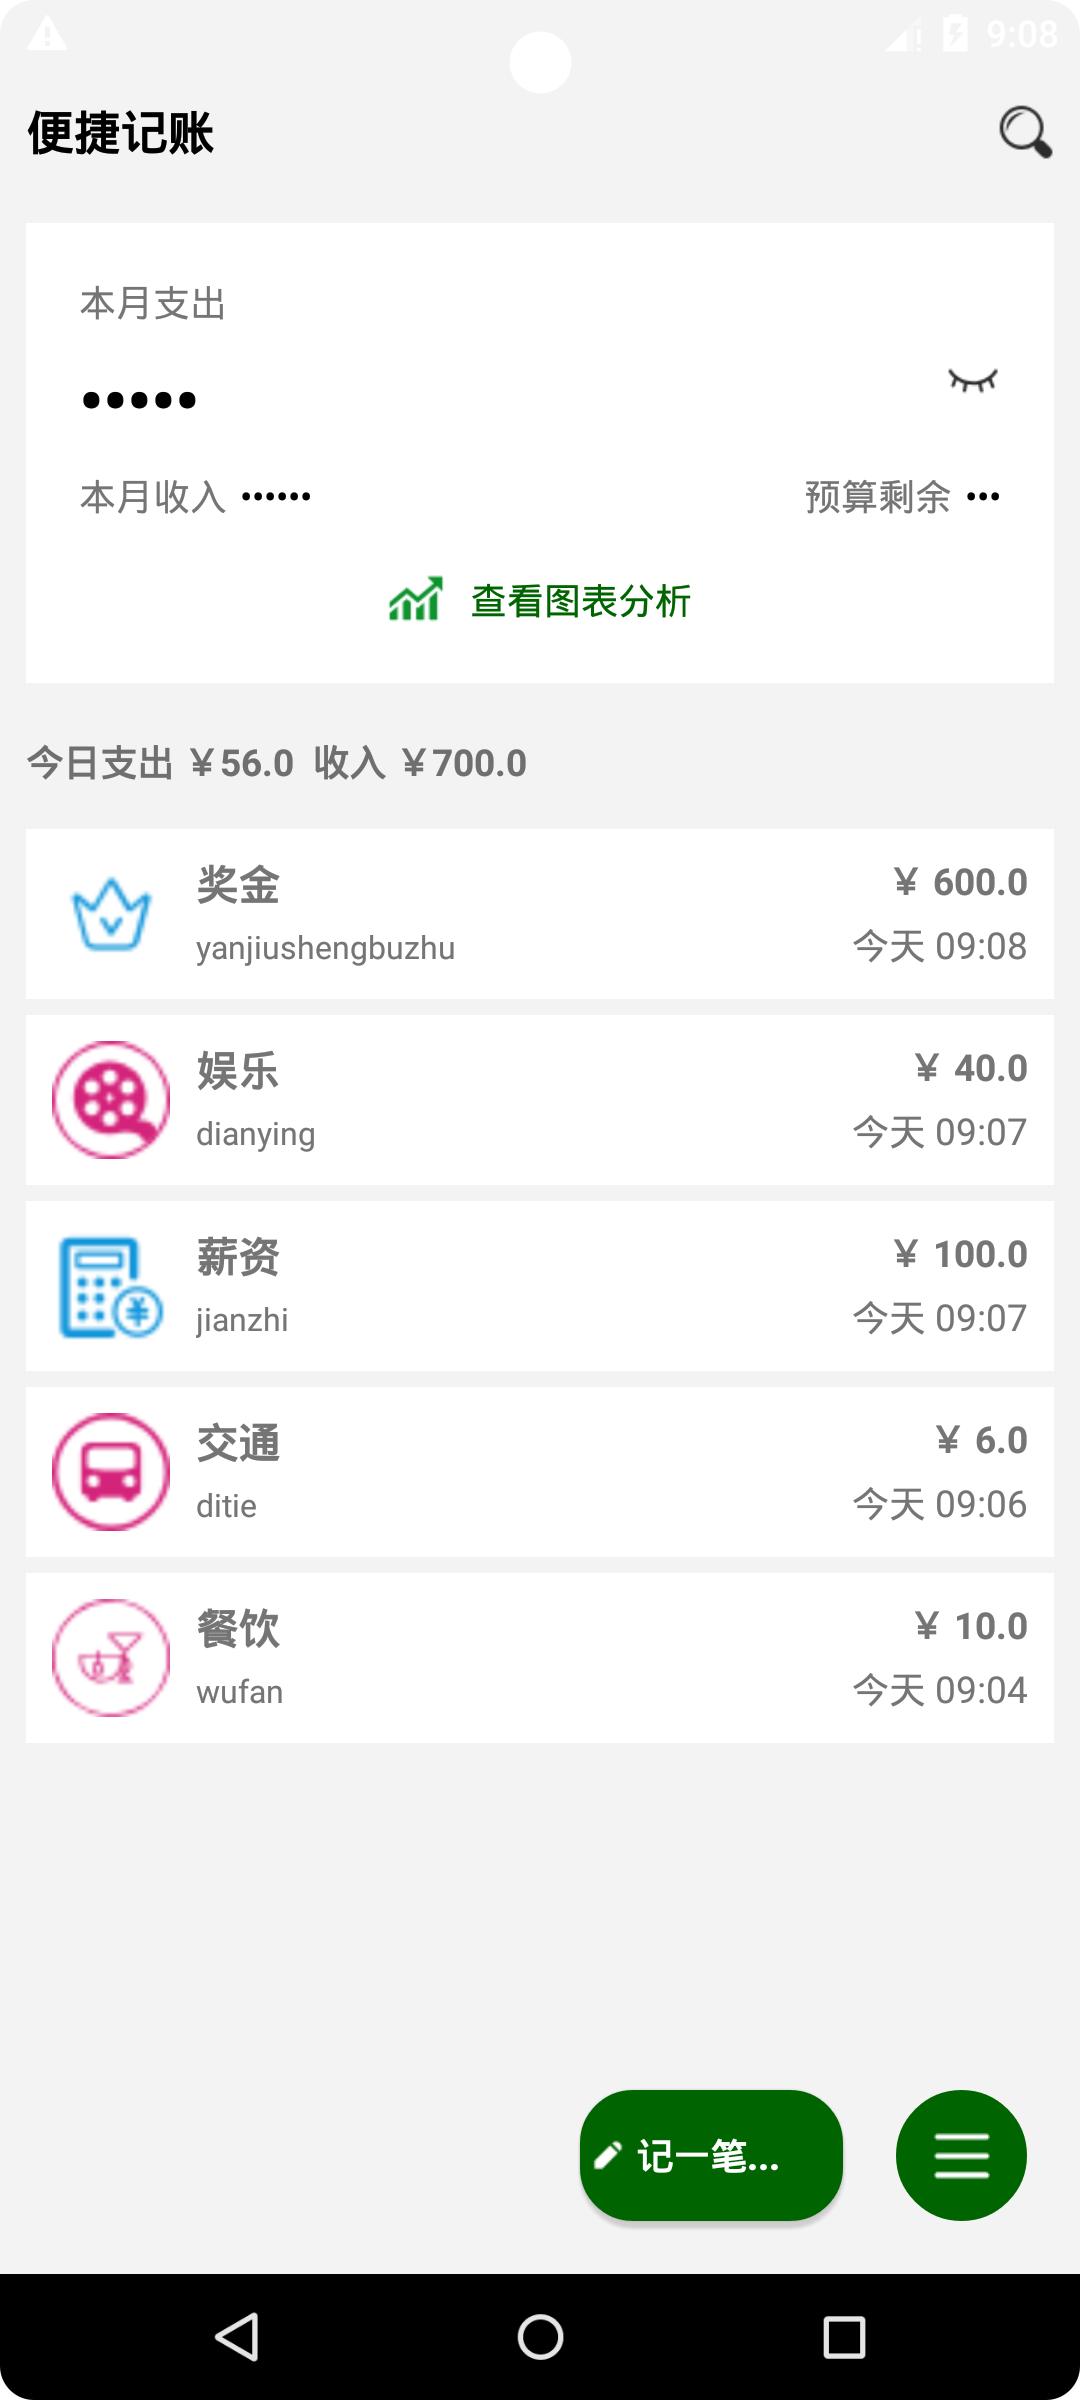 9:08
便捷记账
本月支出
•••••
本月收入 ••••••
预算剩余 •••
查看图表分析
今日支出 ￥56.0 收入 ￥700.0
奖金
￥ 600.0
yanjiushengbuzhu
今天 09:08
娱乐
￥ 40.0
dianying
今天 09:07
薪资
￥ 100.0
jianzhi
今天 09:07
交通
￥ 6.0
ditie
今天 09:06
餐饮
￥ 10.0
wufan
今天 09:04
记一笔...